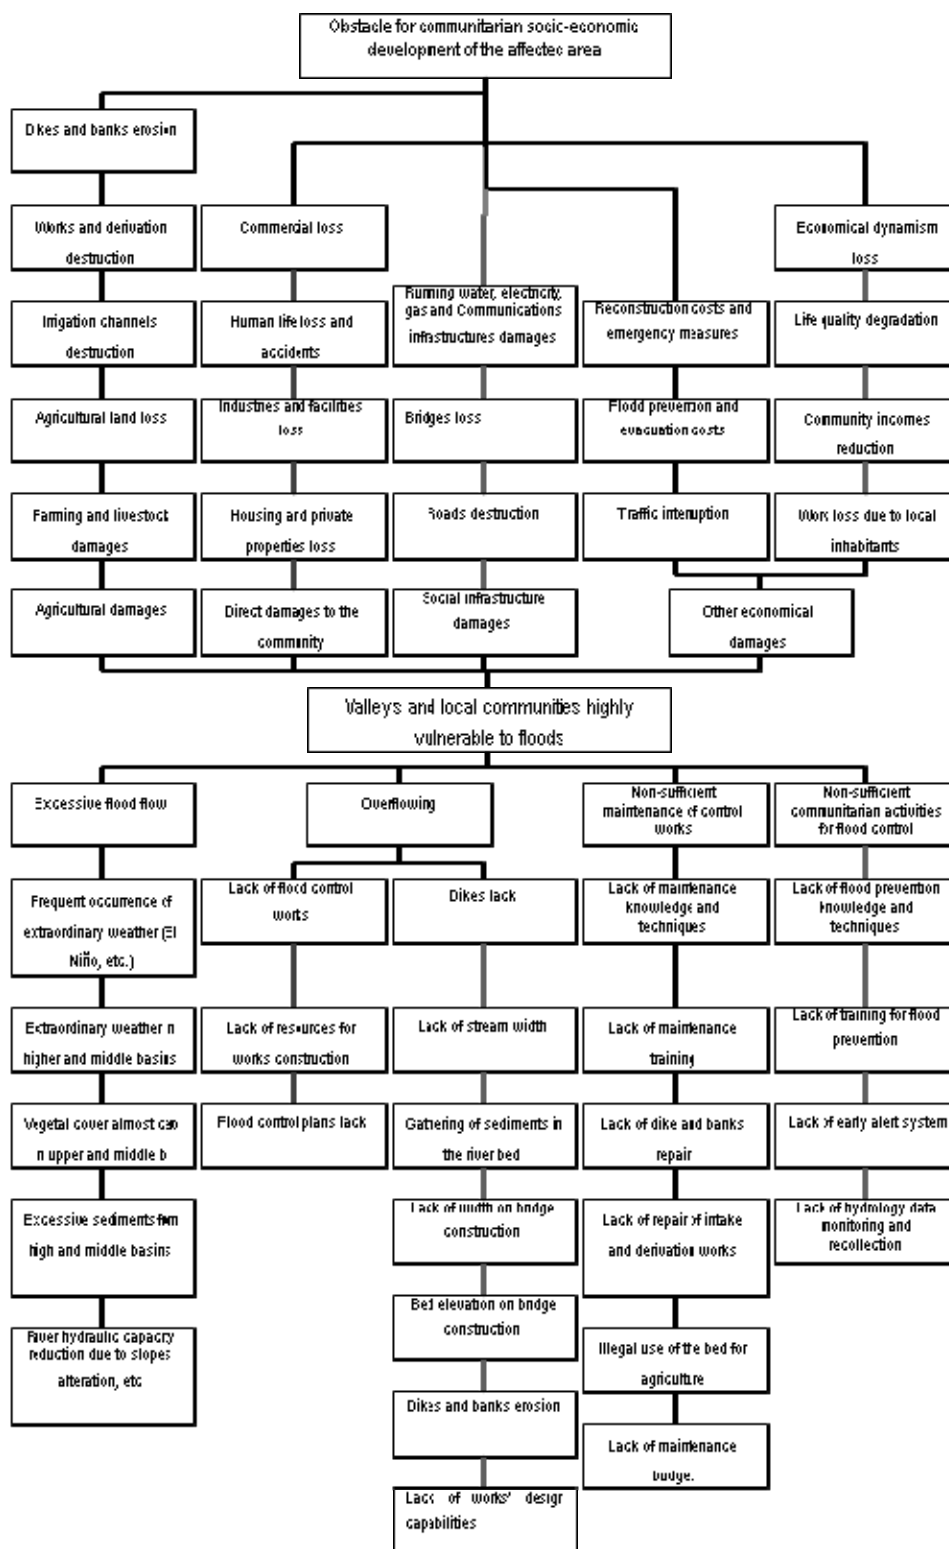 Obstacle for communitarian socio-economic
development of the affected area
Dikes and banks erosion
Works and derivation
destruction
Commercial loss
Economical dynamism
loss
Irrigation channels
destruction
Human life loss and
accidents
Running water, electricity,
gas and Communications
infrastructures damages
Reconstruction costs and
emergency measures
Life quality degradation
Agricultural land loss
Industries and facilities
loss
Bridges loss
Flodd prevention and
evacuation costs
Community incomes
reduction
Farming and livestock
damages
Housing and private
properties loss
Roads destruction
Traffic interruption
Work loss due to local
inhabitants
Agricultural damages
Direct damages to the
community
Social infrastructure
damages
Other economical
damages
Valleys and local communities highly
vulnerable to floods
Excessive flood flow
Overflowing
Non-sufficient
maintenance of control
works
Non-sufficient
communitarian activities
for flood control
Frequent occurrence of
extraordinary weather (El
Niño, etc.)
Lack of flood control
works
Dikes lack
Lack of maintenance
knowledge and
techniques
Lack of flood prevention
knowledge and
techniques
Extraordinary weather in
higher and middle basins
Lack of resources for
works construction
Lack of stream width
Lack of maintenance
training
Lack of training for flood
prevention
Vegetal cover almost
in upper and middle b
Flood control plans lack
Gathering of sediments in
the river bed
Lack of dike and banks
repair
Lack of early alert system
Excessive sediments from
high and middle basins
Lack of width on bridge
construction
Lack of repair of intake
and derivation works
Lack of hydrology data
monitoring and
recollection
River hydraulic capacity
reduction due to slopes
alteration, etc
Bed elevation on bridge
construction
Illegal use of the bed for
agriculture
Dikes and banks erosion
Lack of maintenance
budget.
Lack of works' design
capabilities